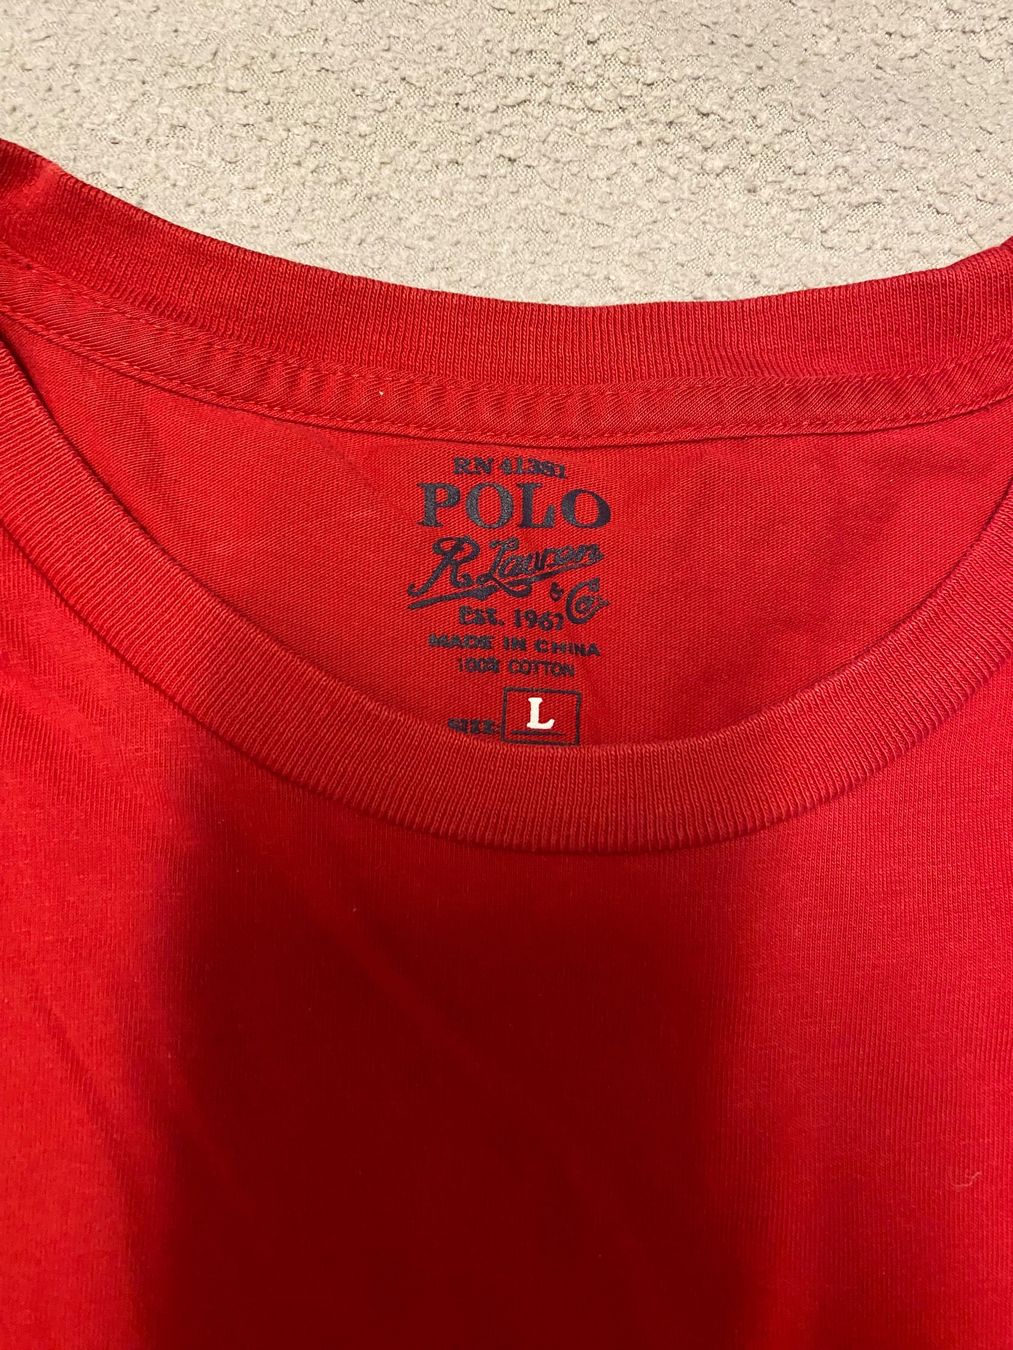 RN 41381
POLO
R. Lauren
& Co
EST. 1967
MADE IN CHINA
100% COTTON
SIZE L